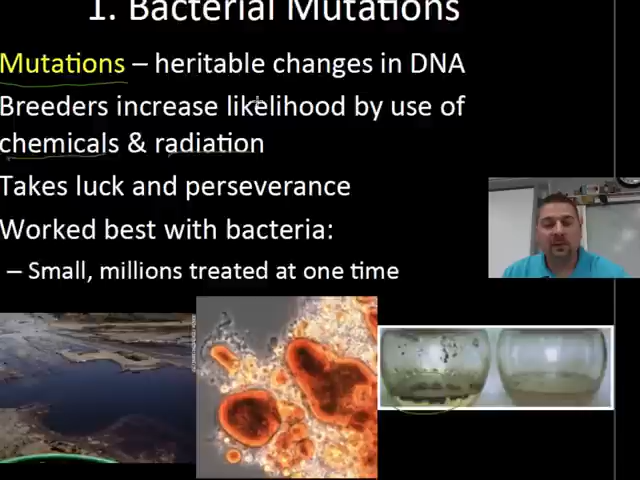 1. Bacterial Mutations
Mutations – heritable changes in DNA
Breeders increase likelihood by use of
chemicals & radiation
Takes luck and perseverance
Worked best with bacteria:
– Small, millions treated at one time